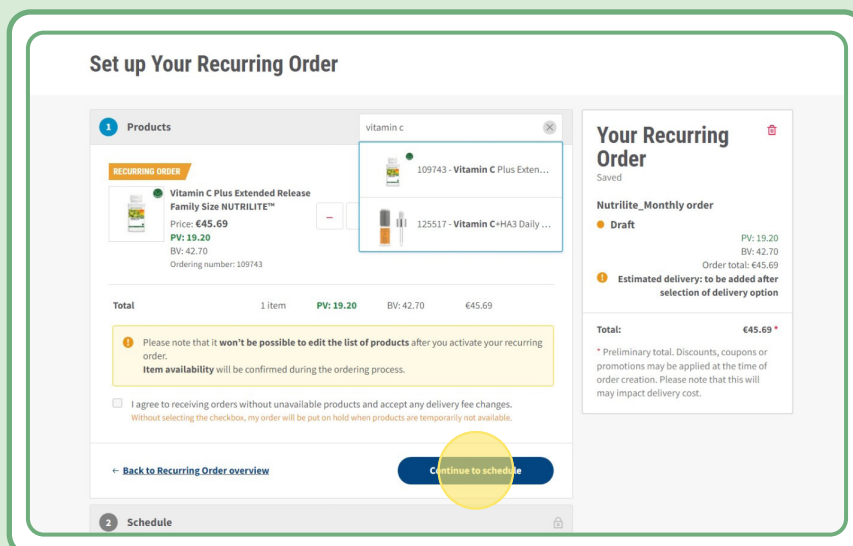 Set up Your Recurring Order
1 Products
vitamin c
109743 - Vitamin C Plus Exten...
125517 - Vitamin C+HA3 Daily ...
RECURRING ORDER
Vitamin C Plus Extended Release
Family Size NUTRILITE™
Price: €45.69
PV: 19.20
BV: 42.70
Ordering number: 109743
−
Total 1 item PV: 19.20 BV: 42.70 €45.69
Please note that it won't be possible to edit the list of products after you activate your recurring
order.
Item availability will be confirmed during the ordering process.
I agree to receiving orders without unavailable products and accept any delivery fee changes.
Without selecting the checkbox, my order will be put on hold when products are temporarily not available.
← Back to Recurring Order overview
Continue to schedule
2 Schedule
Your Recurring
Order
Saved
Nutrilite_Monthly order
Draft
PV: 19.20
BV: 42.70
Order total: €45.69
Estimated delivery: to be added after
selection of delivery option
Total: €45.69 *
* Preliminary total. Discounts, coupons or
promotions may be applied at the time of
order creation. Please note that this will
may impact delivery cost.